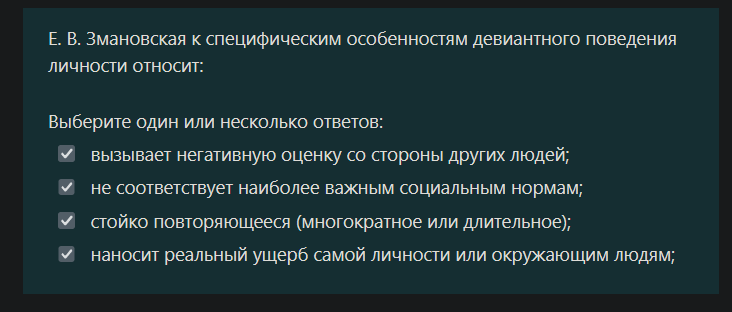 Е. В. Змановская к специфическим особенностям девиантного поведения
личности относит:
Выберите один или несколько ответов:
вызывает негативную оценку со стороны других людей;
не соответствует наиболее важным социальным нормам;
стойко повторяющееся (многократное или длительное);
наносит реальный ущерб самой личности или окружающим людям;